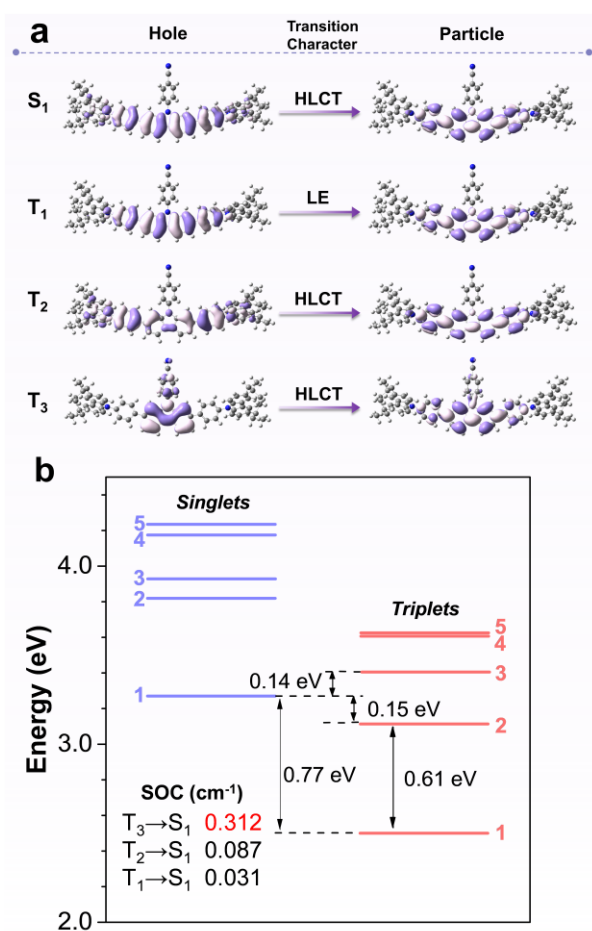 a
Hole
Transition
Character
Particle
S₁
HLCT
T₁
LE
T₂
HLCT
T₃
HLCT
b
Singlets
5
4
3
2
1
Triplets
5
4
3
2
1
0.14 eV
0.15 eV
0.77 eV
0.61 eV
SOC (cm⁻¹)
T₃→S₁ 0.312
T₂→S₁ 0.087
T₁→S₁ 0.031
Energy (eV)
4.0
3.0
2.0